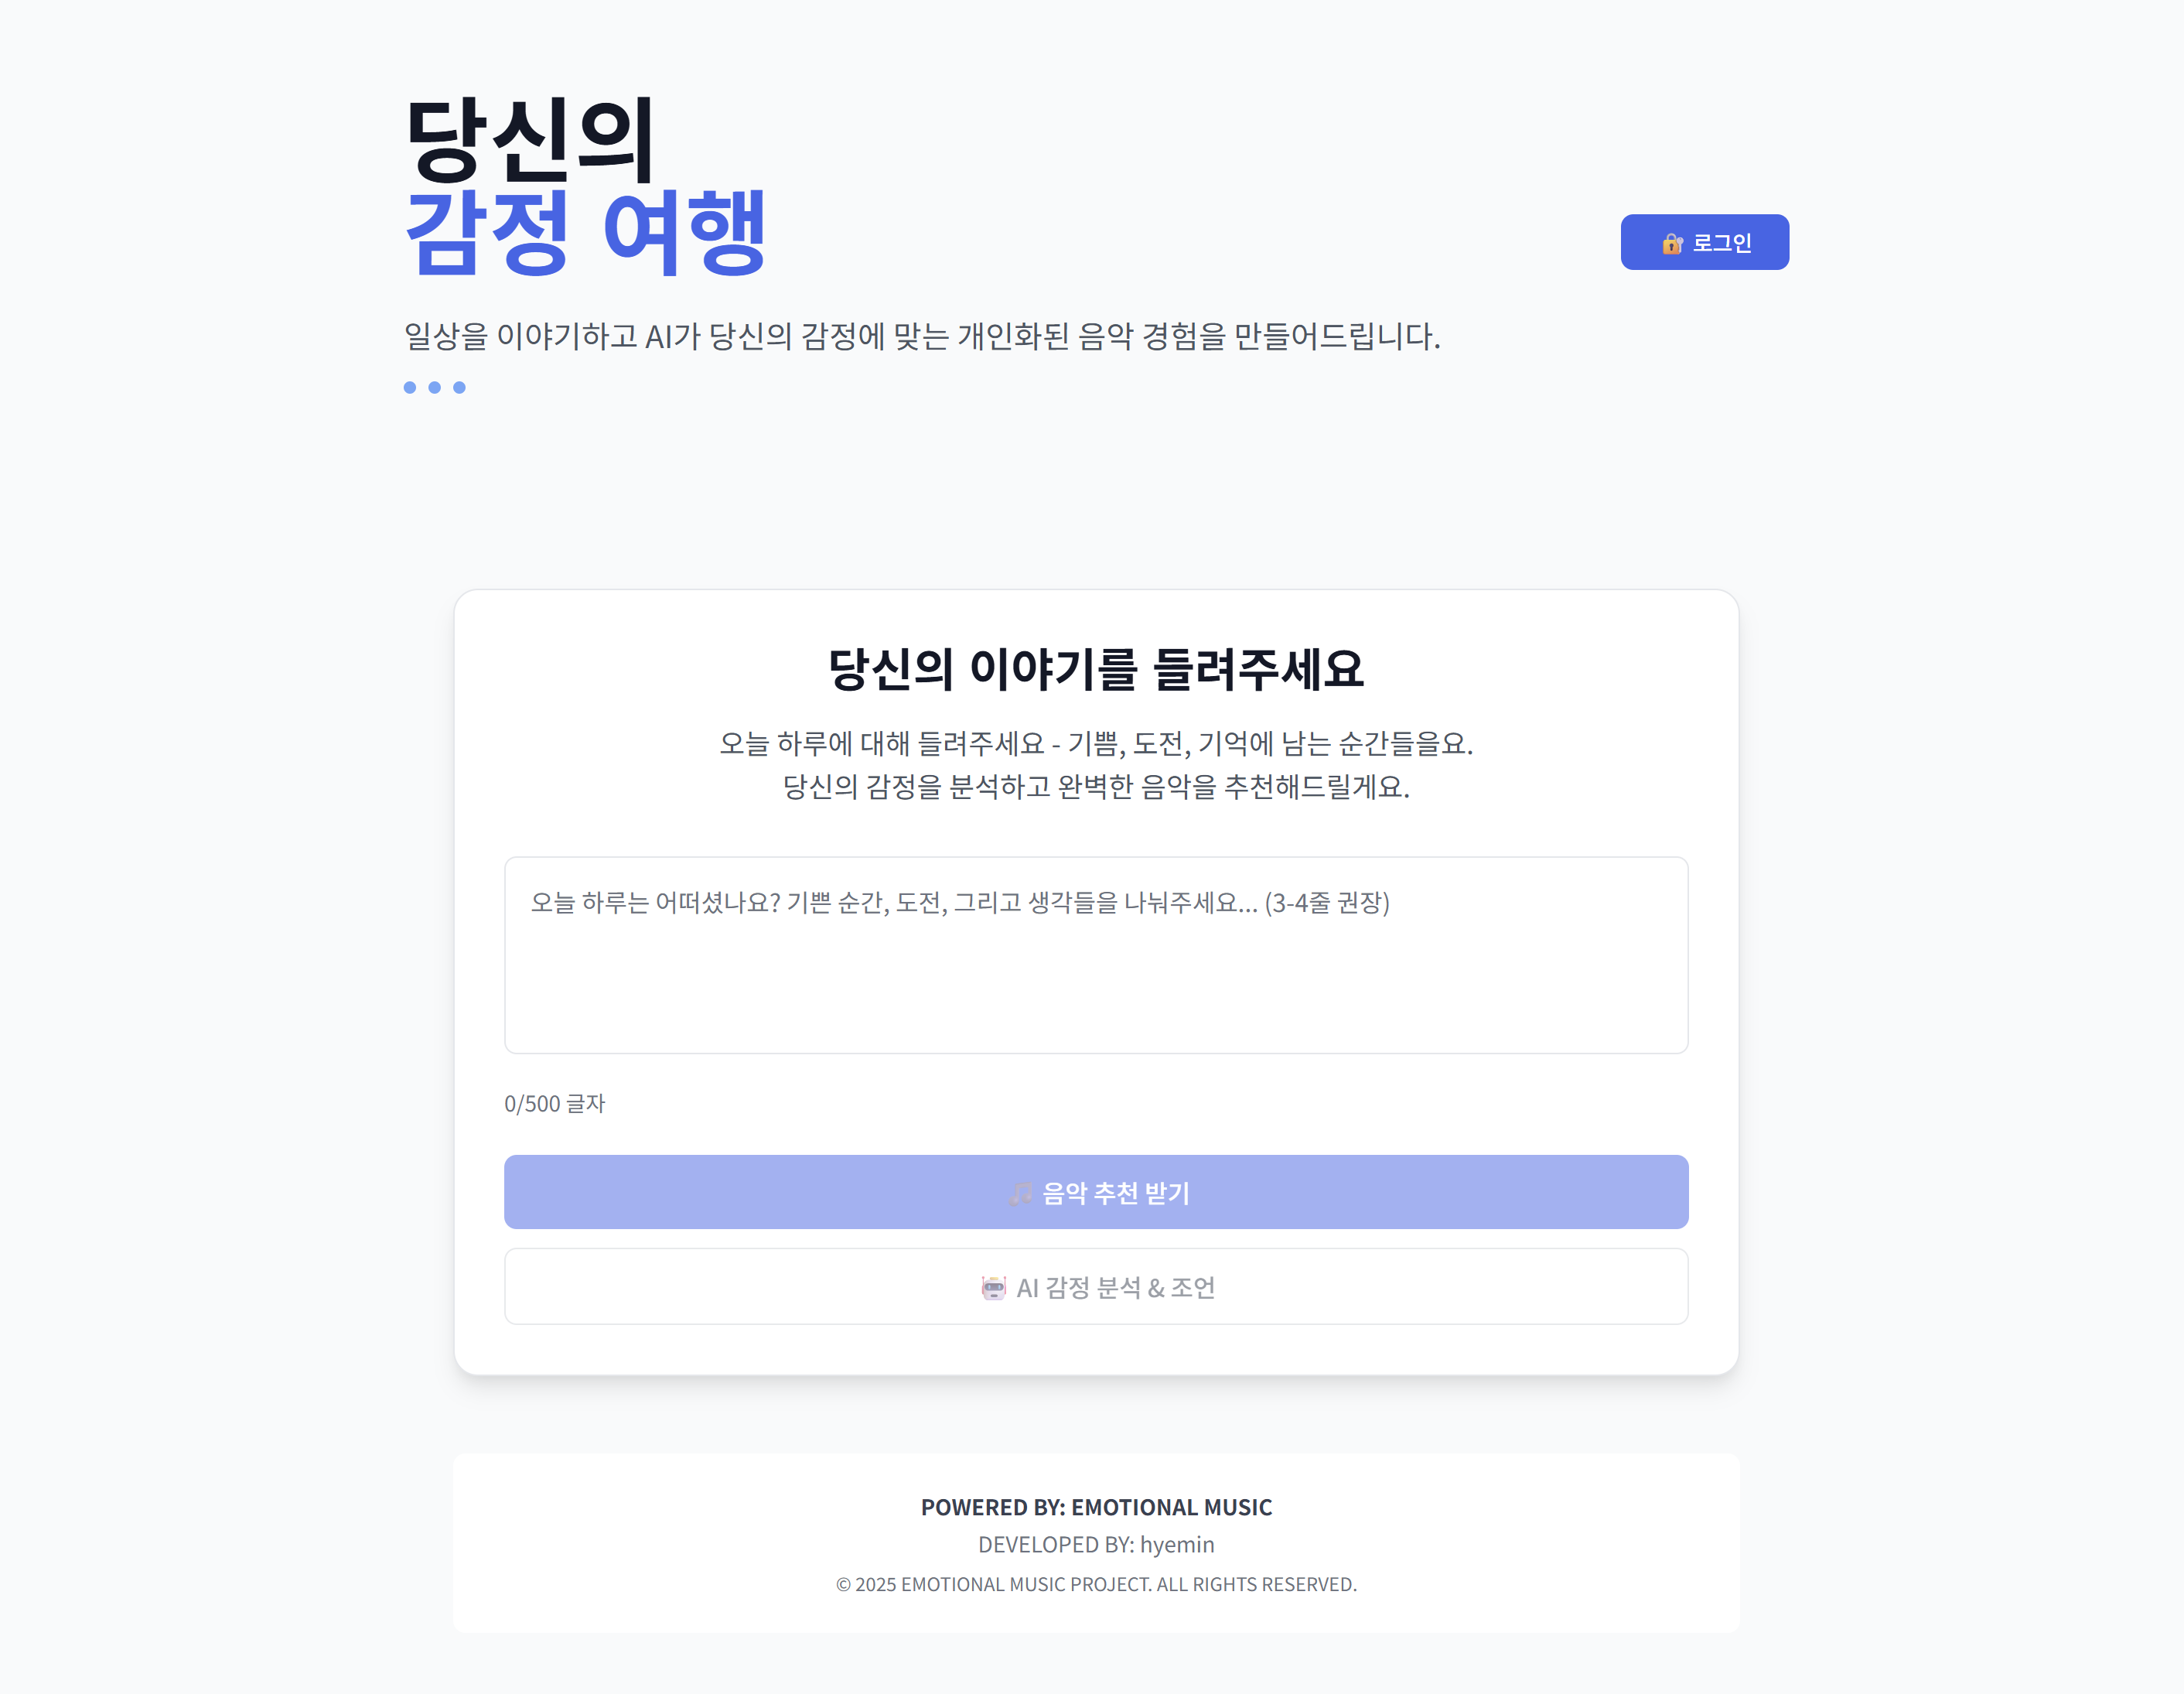 당신의
감정 여행
일상을 이야기하고 AI가 당신의 감정에 맞는 개인화된 음악 경험을 만들어드립니다.
🔐 로그인
당신의 이야기를 들려주세요
오늘 하루에 대해 들려주세요 - 기쁨, 도전, 기억에 남는 순간들을요.
당신의 감정을 분석하고 완벽한 음악을 추천해드릴게요.
오늘 하루는 어떠셨나요? 기쁜 순간, 도전, 그리고 생각들을 나눠주세요... (3-4줄 권장)
0/500 글자
🎵 음악 추천 받기
🤖 AI 감정 분석 & 조언
POWERED BY: EMOTIONAL MUSIC
DEVELOPED BY: hyemin
© 2025 EMOTIONAL MUSIC PROJECT. ALL RIGHTS RESERVED.